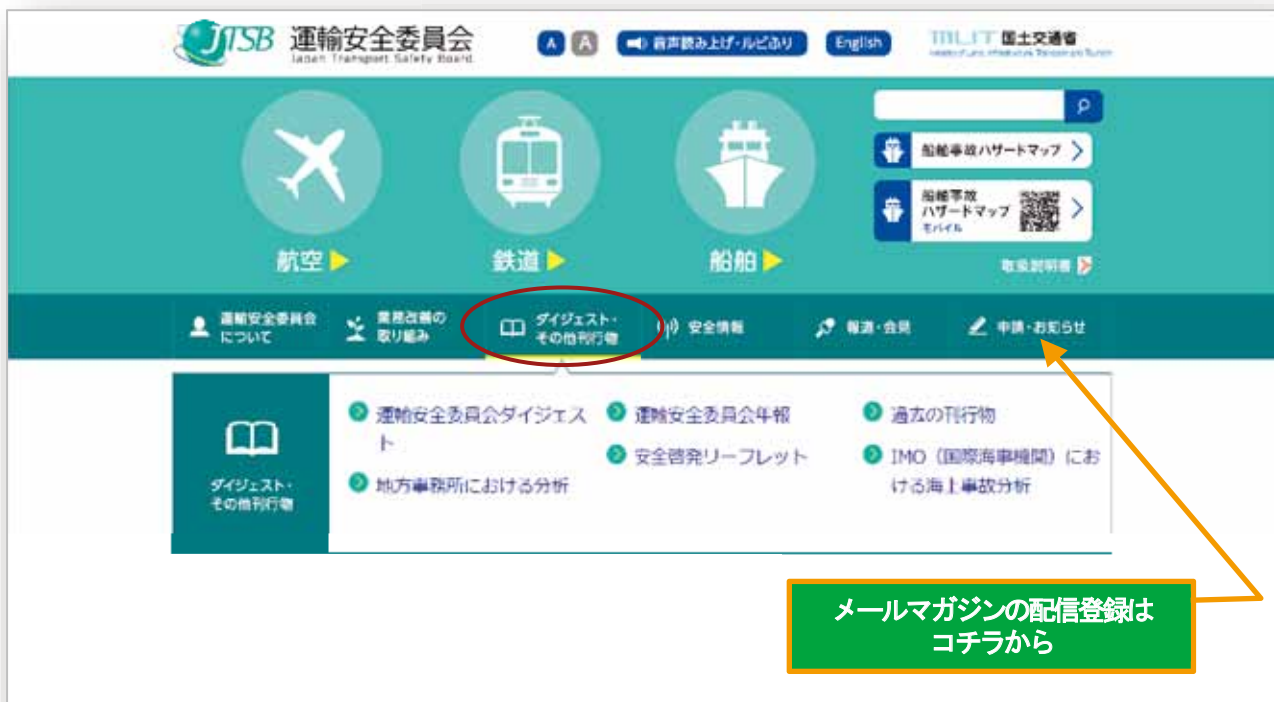 JTSB 運輸安全委員会
Japan Transport Safety Board
A A 音声読み上げ・ルビふり English MLIT 国土交通省
船舶事故ハザードマップ
船舶事故
ハザードマップ
モバイル
航空 鉄道 船舶
取扱説明書
運輸安全委員会
について
業務改善の
取り組み
ダイジェスト・
その他刊行物
安全情報
報道・会見
申請・お知らせ
ダイジェスト・
その他刊行物
運輸安全委員会ダイジェス
ト
地方事務所における分析
運輸安全委員会年報
安全啓発リーフレット
過去の刊行物
IMO（国際海事機関）にお
ける海上事故分析
メールマガジンの配信登録は
コチラから